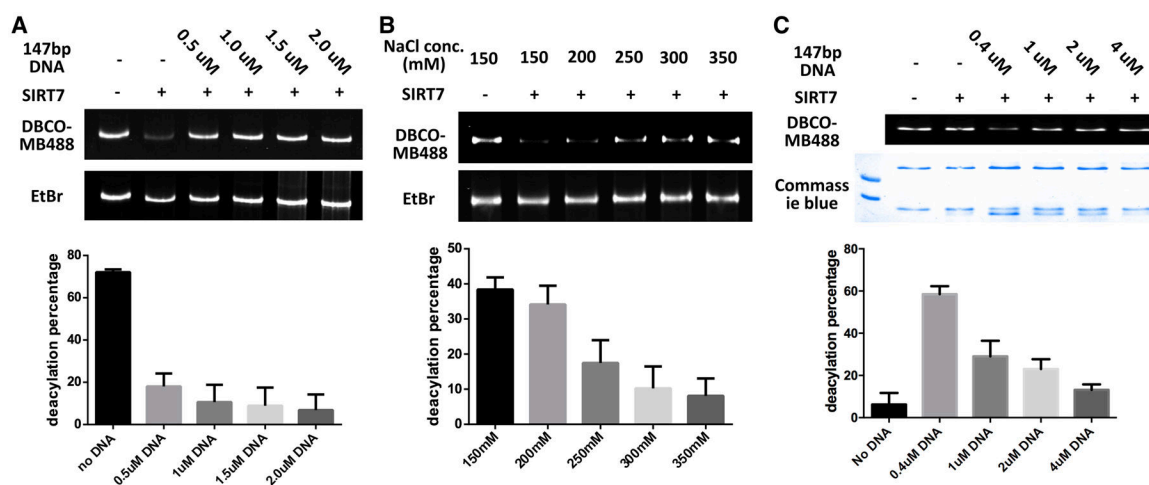 A
147bp
DNA
-
-
0.5 uM
1.0 uM
1.5 uM
2.0 uM
SIRT7
-
+
+
+
+
+
DBCO-
MB488
EtBr
deacylation percentage
80
60
40
20
0
no DNA
0.5uM DNA
1uM DNA
1.5uM DNA
2.0uM DNA
B
NaCl conc.
(mM)
150
150
200
250
300
350
SIRT7
-
+
+
+
+
+
DBCO-
MB488
EtBr
deacylation percentage
50
40
30
20
10
0
150mM
200mM
250mM
300mM
350mM
C
147bp
DNA
-
-
0.4 uM
1 uM
2 uM
4 uM
SIRT7
-
+
+
+
+
+
DBCO-
MB488
Commass
ie blue
deacylation percentage
80
60
40
20
0
No DNA
0.4uM DNA
1uM DNA
2uM DNA
4uM DNA